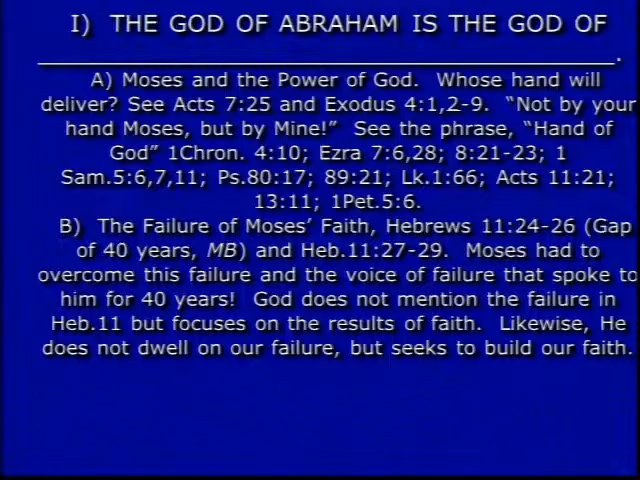 I) THE GOD OF ABRAHAM IS THE GOD OF
______________________________________________.
A) Moses and the Power of God. Whose hand will
deliver? See Acts 7:25 and Exodus 4:1,2-9. “Not by your
hand Moses, but by Mine!” See the phrase, “Hand of
God” 1Chron. 4:10; Ezra 7:6,28; 8:21-23; 1
Sam.5:6,7,11; Ps.80:17; 89:21; Lk.1:66; Acts 11:21;
13:11; 1Pet.5:6.
B) The Failure of Moses’ Faith, Hebrews 11:24-26 (Gap
of 40 years, MB) and Heb.11:27-29. Moses had to
overcome this failure and the voice of failure that spoke to
him for 40 years! God does not mention the failure in
Heb.11 but focuses on the results of faith. Likewise, He
does not dwell on our failure, but seeks to build our faith.